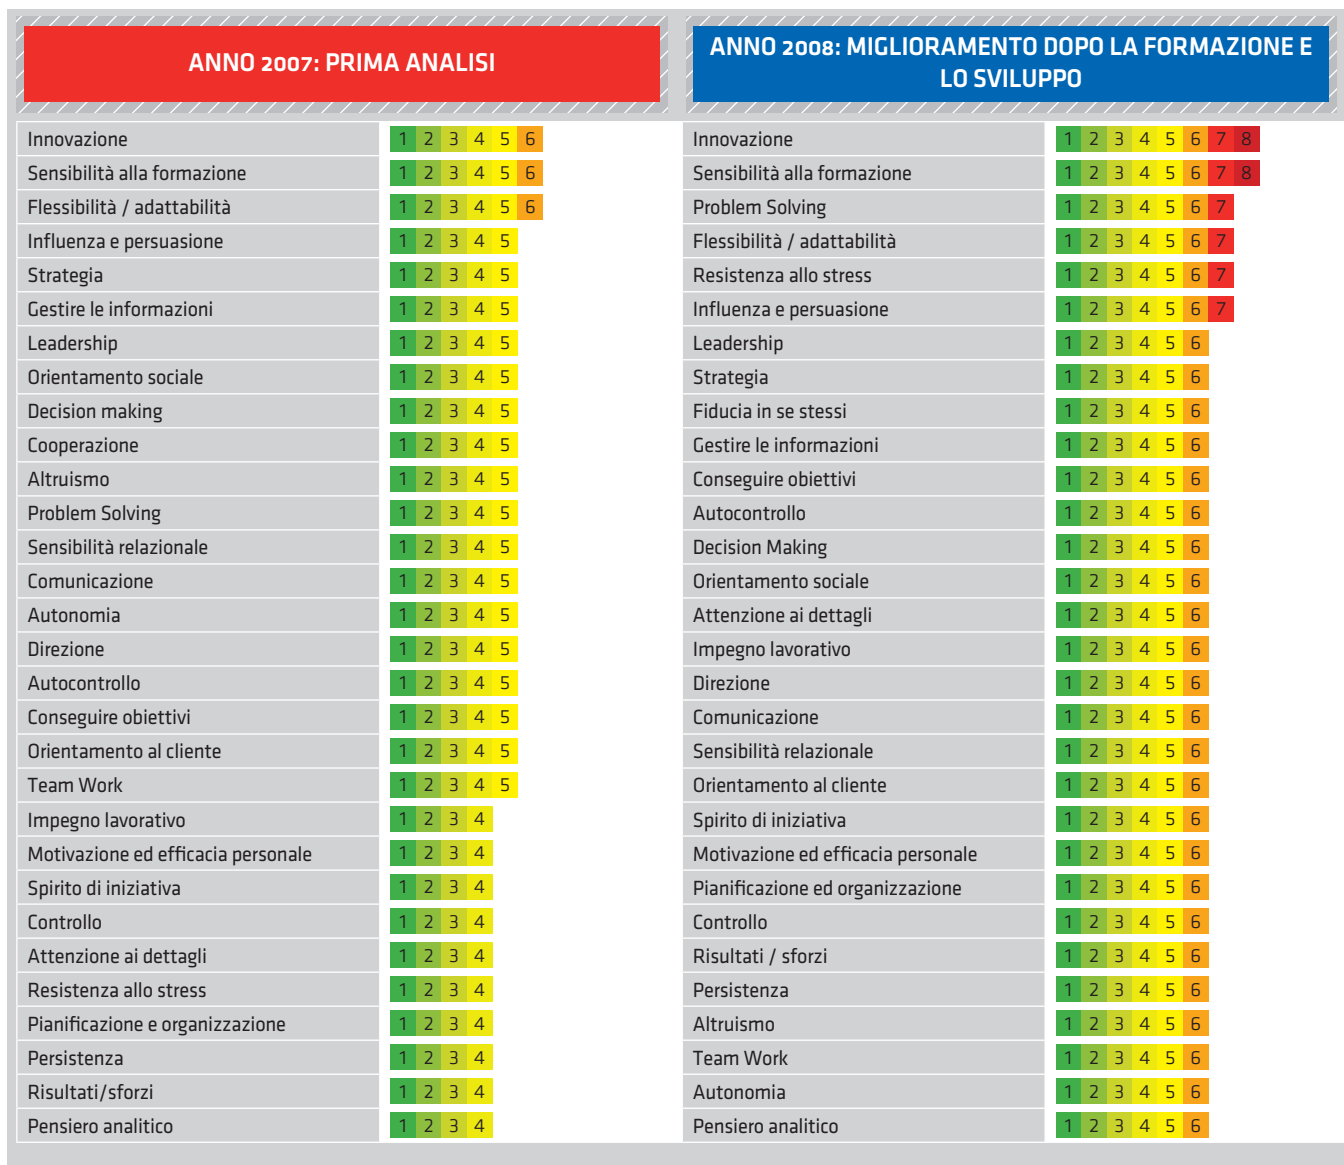 ANNO 2007: PRIMA ANALISI
Innovazione 1 2 3 4 5 6
Sensibilità alla formazione 1 2 3 4 5 6
Flessibilità / adattabilità 1 2 3 4 5 6
Influenza e persuasione 1 2 3 4 5
Strategia 1 2 3 4 5
Gestire le informazioni 1 2 3 4 5
Leadership 1 2 3 4 5
Orientamento sociale 1 2 3 4 5
Decision making 1 2 3 4 5
Cooperazione 1 2 3 4 5
Altruismo 1 2 3 4 5
Problem Solving 1 2 3 4 5
Sensibilità relazionale 1 2 3 4 5
Comunicazione 1 2 3 4 5
Autonomia 1 2 3 4 5
Direzione 1 2 3 4 5
Autocontrollo 1 2 3 4 5
Conseguire obiettivi 1 2 3 4 5
Orientamento al cliente 1 2 3 4 5
Team Work 1 2 3 4 5
Impegno lavorativo 1 2 3 4
Motivazione ed efficacia personale 1 2 3 4
Spirito di iniziativa 1 2 3 4
Controllo 1 2 3 4
Attenzione ai dettagli 1 2 3 4
Resistenza allo stress 1 2 3 4
Pianificazione e organizzazione 1 2 3 4
Persistenza 1 2 3 4
Risultati/sforzi 1 2 3 4
Pensiero analitico 1 2 3 4
ANNO 2008: MIGLIORAMENTO DOPO LA FORMAZIONE E
LO SVILUPPO
Innovazione 1 2 3 4 5 6 7 8
Sensibilità alla formazione 1 2 3 4 5 6 7 8
Problem Solving 1 2 3 4 5 6 7
Flessibilità / adattabilità 1 2 3 4 5 6 7
Resistenza allo stress 1 2 3 4 5 6 7
Influenza e persuasione 1 2 3 4 5 6 7
Leadership 1 2 3 4 5 6
Strategia 1 2 3 4 5 6
Fiducia in se stessi 1 2 3 4 5 6
Gestire le informazioni 1 2 3 4 5 6
Conseguire obiettivi 1 2 3 4 5 6
Autocontrollo 1 2 3 4 5 6
Decision Making 1 2 3 4 5 6
Orientamento sociale 1 2 3 4 5 6
Attenzione ai dettagli 1 2 3 4 5 6
Impegno lavorativo 1 2 3 4 5 6
Direzione 1 2 3 4 5 6
Comunicazione 1 2 3 4 5 6
Sensibilità relazionale 1 2 3 4 5 6
Orientamento al cliente 1 2 3 4 5 6
Spirito di iniziativa 1 2 3 4 5 6
Motivazione ed efficacia personale 1 2 3 4 5 6
Pianificazione ed organizzazione 1 2 3 4 5 6
Controllo 1 2 3 4 5 6
Risultati / sforzi 1 2 3 4 5 6
Persistenza 1 2 3 4 5 6
Altruismo 1 2 3 4 5 6
Team Work 1 2 3 4 5 6
Autonomia 1 2 3 4 5 6
Pensiero analitico 1 2 3 4 5 6